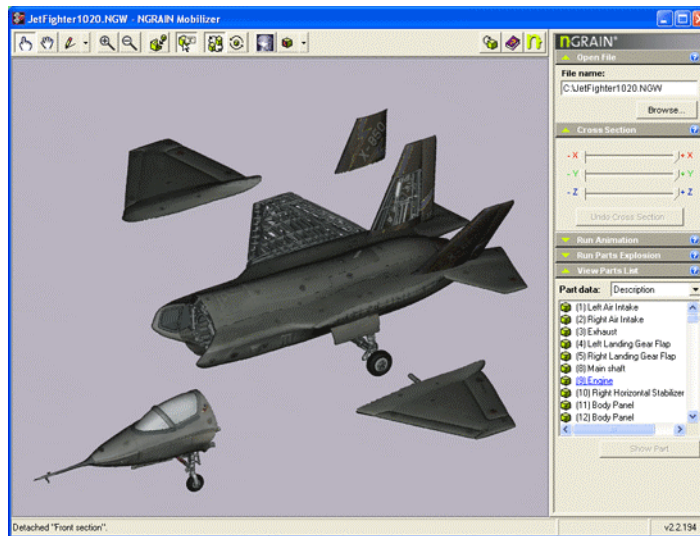 JetFighter1020.NGW - NGRAIN Mobilizer
NGRAIN®
Open File
File name:
C:\JetFighter1020.NGW
Browse...
Cross Section
- X + X
- Y + Y
- Z + Z
Undo Cross Section
Run Animation
Run Parts Explosion
View Parts List
Part data: Description
(1) Left Air Intake
(2) Right Air Intake
(3) Exhaust
(4) Left Landing Gear Flap
(5) Right Landing Gear Flap
(8) Main shaft
(9) Engine
(10) Right Horizontal Stabilizer
(11) Body Panel
(12) Body Panel
Show Part
X-850
Detached "Front section".
v2.2.194